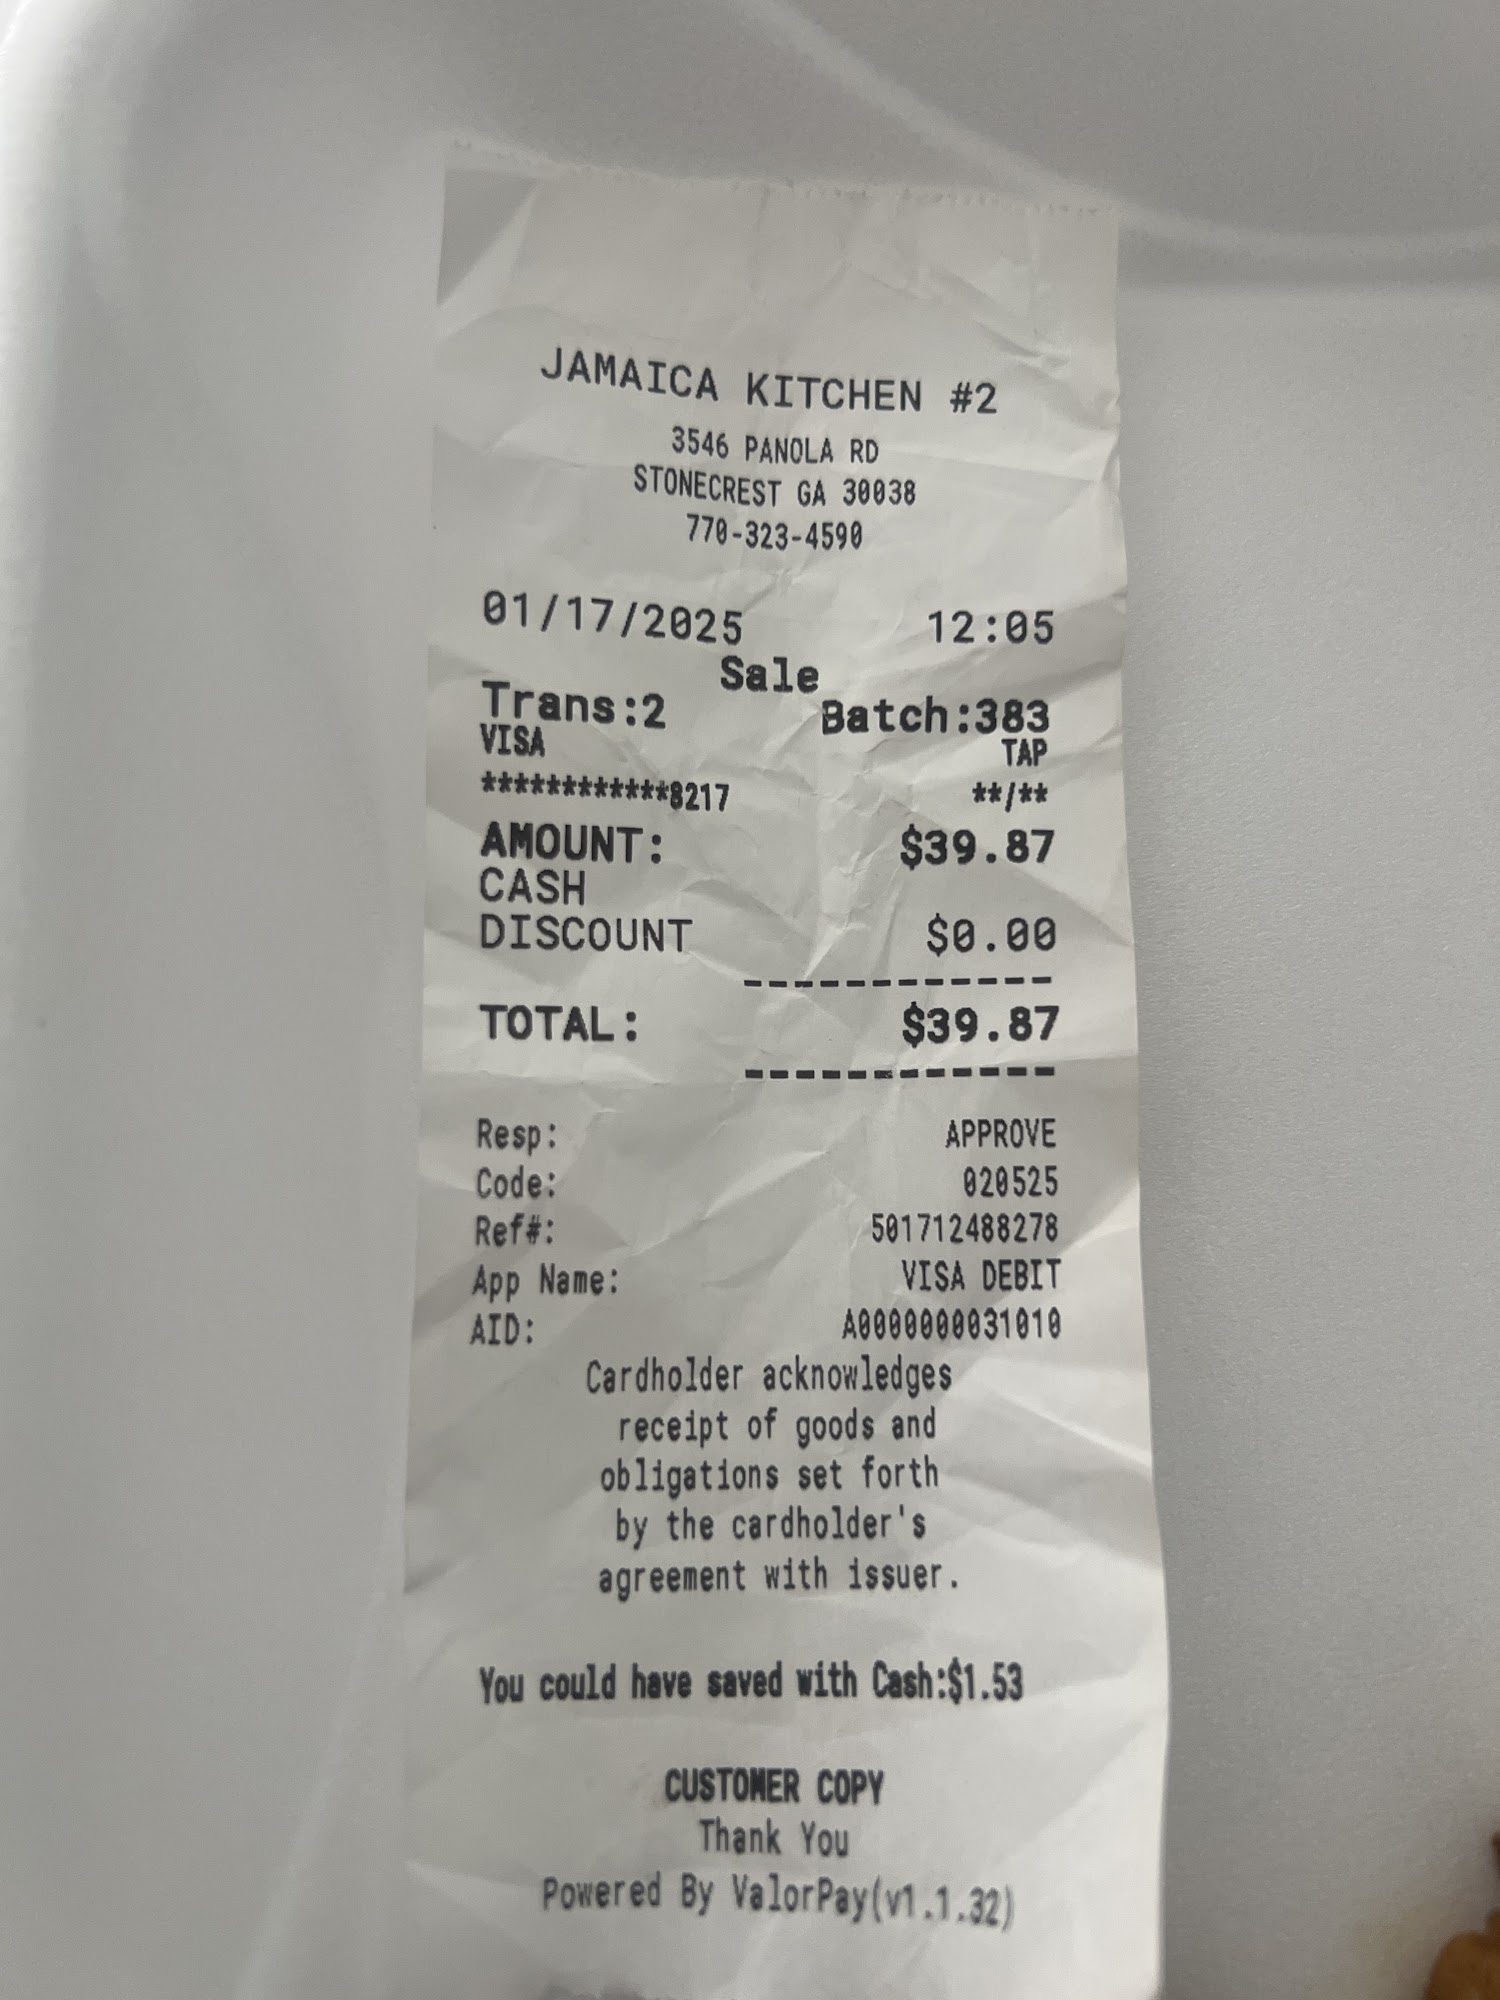 JAMAICA KITCHEN #2
3546 PANOLA RD
STONECREST GA 30038
770-323-4590
01/17/2025 12:05
Sale
Trans:2 Batch:383
VISA TAP
************8217 **/**
AMOUNT: $39.87
CASH
DISCOUNT $0.00
------------
TOTAL: $39.87
------------
Resp: APPROVE
Code: 020525
Ref#: 501712488278
App Name: VISA DEBIT
AID: A0000000031010
Cardholder acknowledges
receipt of goods and
obligations set forth
by the cardholder's
agreement with issuer.
You could have saved with Cash:$1.53
CUSTOMER COPY
Thank You
Powered By ValorPay(v1.1.32)